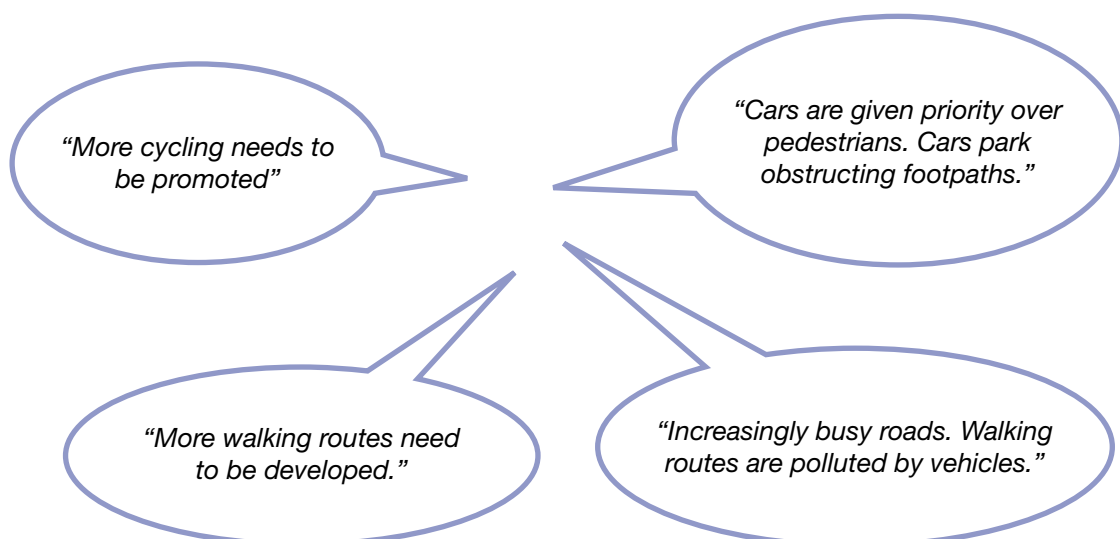 “More cycling needs to
be promoted”
“Cars are given priority over
pedestrians. Cars park
obstructing footpaths.”
“More walking routes need
to be developed.”
“Increasingly busy roads. Walking
routes are polluted by vehicles.”